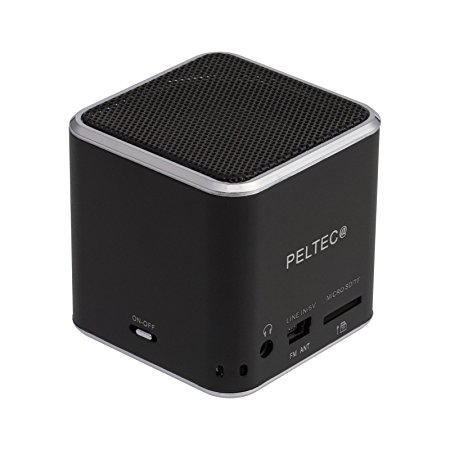 PELTEC@
ON-OFF
LINE IN/5V
MICRO SD/TF
FM ANT